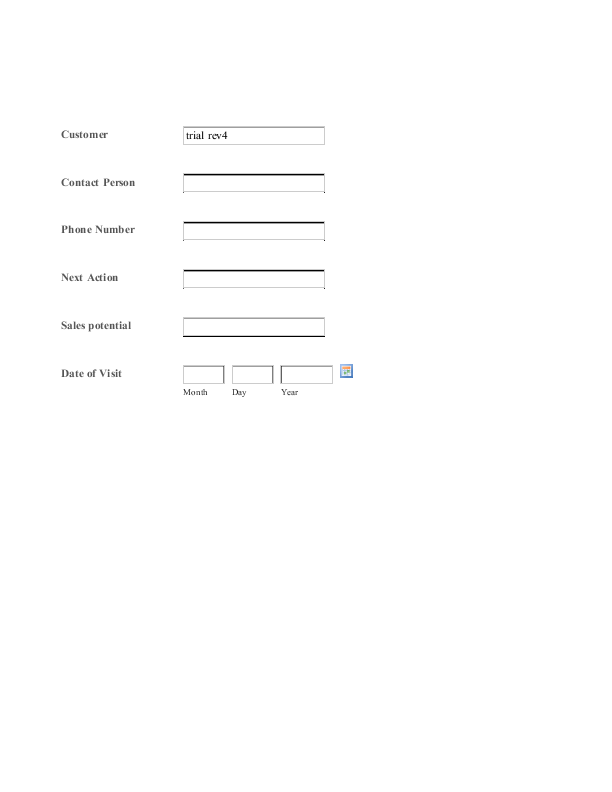 Customer trial rev4
Contact Person
Phone Number
Next Action
Sales potential
Date of Visit
Month Day Year